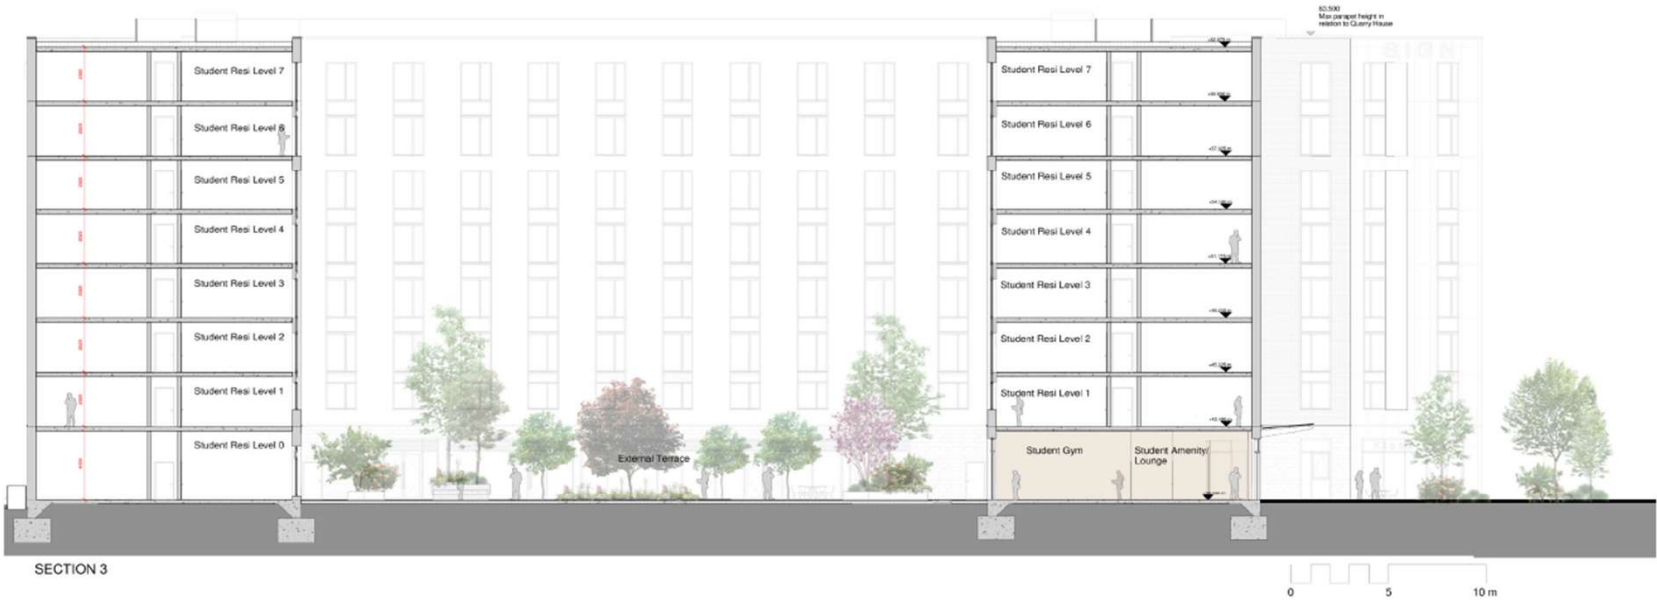 63.500
Max parapet height in
relation to Quarry House
SIGN
Student Resi Level 7
Student Resi Level 7
Student Resi Level 6
Student Resi Level 6
Student Resi Level 5
Student Resi Level 5
Student Resi Level 4
Student Resi Level 4
Student Resi Level 3
Student Resi Level 3
Student Resi Level 2
Student Resi Level 2
Student Resi Level 1
Student Resi Level 1
Student Resi Level 0
External Terrace
Student Gym
Student Amenity/
Lounge
SECTION 3
0 5 10 m